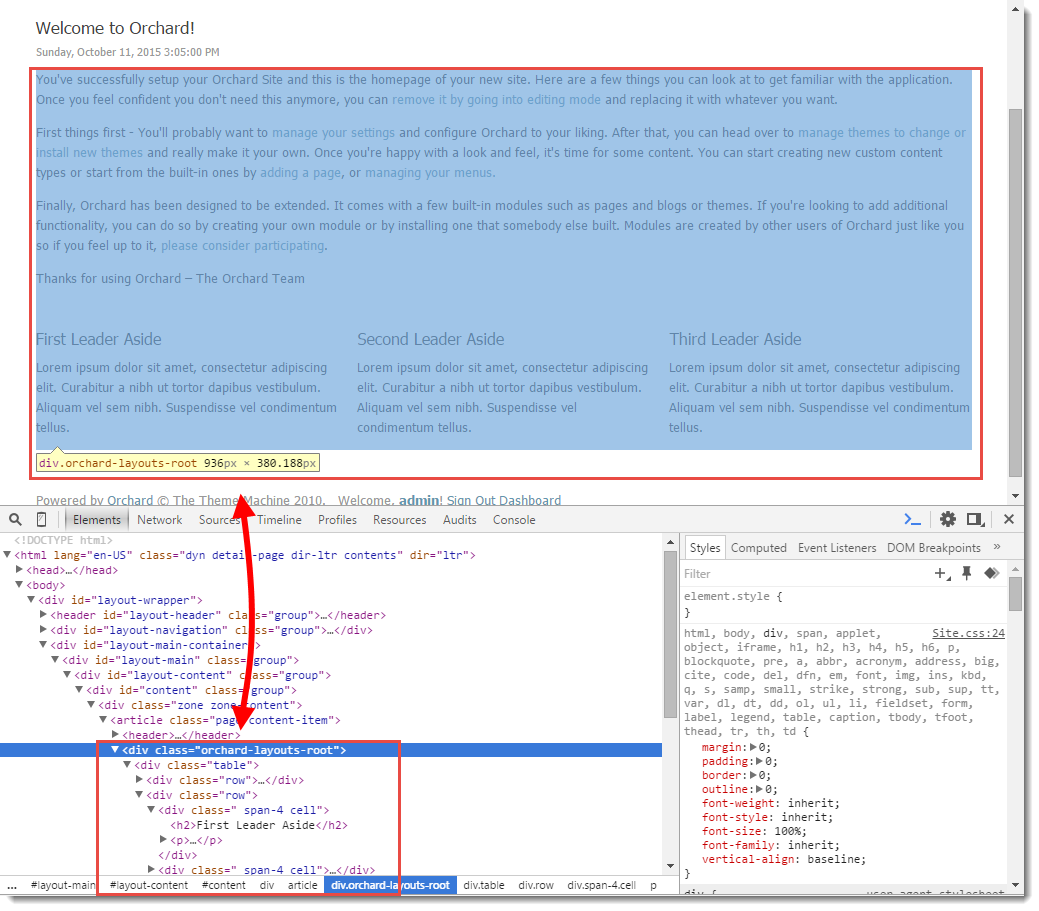 Welcome to Orchard!
Sunday, October 11, 2015 3:05:00 PM
You've successfully setup your Orchard Site and this is the homepage of your new site. Here are a few things you can look at to get familiar with the application.
Once you feel confident you don't need this anymore, you can remove it by going into editing mode and replacing it with whatever you want.
First things first - You'll probably want to manage your settings and configure Orchard to your liking. After that, you can head over to manage themes to change or
install new themes and really make it your own. Once you're happy with a look and feel, it's time for some content. You can start creating new custom content
types or start from the built-in ones by adding a page, or managing your menus.
Finally, Orchard has been designed to be extended. It comes with a few built-in modules such as pages and blogs or themes. If you're looking to add additional
functionality, you can do so by creating your own module or by installing one that somebody else built. Modules are created by other users of Orchard just like you
so if you feel up to it, please consider participating.
Thanks for using Orchard – The Orchard Team
First Leader Aside
Lorem ipsum dolor sit amet, consectetur adipiscing
elit. Curabitur a nibh ut tortor dapibus vestibulum.
Aliquam vel sem nibh. Suspendisse vel condimentum
tellus.
Second Leader Aside
Lorem ipsum dolor sit amet, consectetur adipiscing
elit. Curabitur a nibh ut tortor dapibus vestibulum.
Aliquam vel sem nibh. Suspendisse vel
condimentum tellus.
Third Leader Aside
Lorem ipsum dolor sit amet, consectetur adipiscing
elit. Curabitur a nibh ut tortor dapibus vestibulum.
Aliquam vel sem nibh. Suspendisse vel condimentum
tellus.
div.orchard-layouts-root 936px × 380.188px
Powered by Orchard © The Theme Machine 2010. Welcome, admin! Sign Out Dashboard
Elements Network Sources Timeline Profiles Resources Audits Console
<!DOCTYPE html>
<html lang="en-US" class="dyn detail-page dir-ltr contents" dir="ltr">
<head>…</head>
<body>
<div id="layout-wrapper">
<header id="layout-header" class="group">…</header>
<div id="layout-navigation" class="group">…</div>
<div id="layout-main-container">
<div id="layout-main" class="group">
<div id="layout-content" class="group">
<div id="content" class="group">
<div class="zone zone-content">
<article class="page content-item">
<header>…</header>
<div class="orchard-layouts-root">
<div class="table">
<div class="row">…</div>
<div class="row">
<div class=" span-4 cell">
<h2>First Leader Aside</h2>
<p>…</p>
</div>
<div class=" span-4 cell">…</div>
... #layout-main #layout-content #content div article div.orchard-layouts-root div.table div.row div.span-4.cell p
Styles Computed Event Listeners DOM Breakpoints »
Filter
element.style {
}
html, body, div, span, applet, Site.css:24
object, iframe, h1, h2, h3, h4, h5, h6, p,
blockquote, pre, a, abbr, acronym, address, big,
cite, code, del, dfn, em, font, img, ins, kbd,
q, s, samp, small, strike, strong, sub, sup, tt,
var, dl, dt, dd, ol, ul, li, fieldset, form,
label, legend, table, caption, tbody, tfoot,
thead, tr, th, td {
margin: 0;
padding: 0;
border: 0;
outline: 0;
font-weight: inherit;
font-style: inherit;
font-size: 100%;
font-family: inherit;
vertical-align: baseline;
}
div { user agent stylesheet